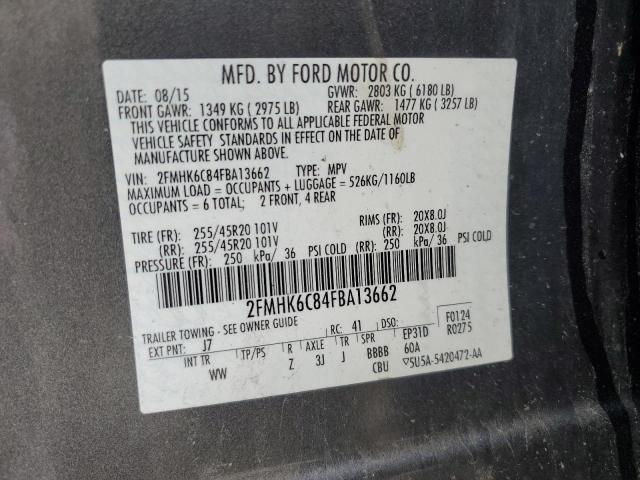 MFD. BY FORD MOTOR CO.
DATE: 08/15 GVWR: 2803 KG ( 6180 LB)
FRONT GAWR: 1349 KG ( 2975 LB) REAR GAWR: 1477 KG ( 3257 LB)
THIS VEHICLE CONFORMS TO ALL APPLICABLE FEDERAL MOTOR
VEHICLE SAFETY STANDARDS IN EFFECT ON THE DATE OF
MANUFACTURE SHOWN ABOVE.
VIN: 2FMHK6C84FBA13662 TYPE: MPV
MAXIMUM LOAD = OCCUPANTS + LUGGAGE = 526KG/1160LB
OCCUPANTS = 6 TOTAL; 2 FRONT, 4 REAR
TIRE (FR): 255/45R20 101V RIMS (FR): 20X8.0J
(RR): 255/45R20 101V (RR): 20X8.0J
PRESSURE (FR): 250 kPa/ 36 PSI COLD (RR): 250 kPa/ 36 PSI COLD
2FMHK6C84FBA13662
TRAILER TOWING - SEE OWNER GUIDE RC: 41 DSO: F0124
EXT PNT: J7 EP31D R0275
INT TR TP/PS R AXLE TR SPR 60A
WW Z 3J J BBBB CBU ▽5U5A-5420472-AA